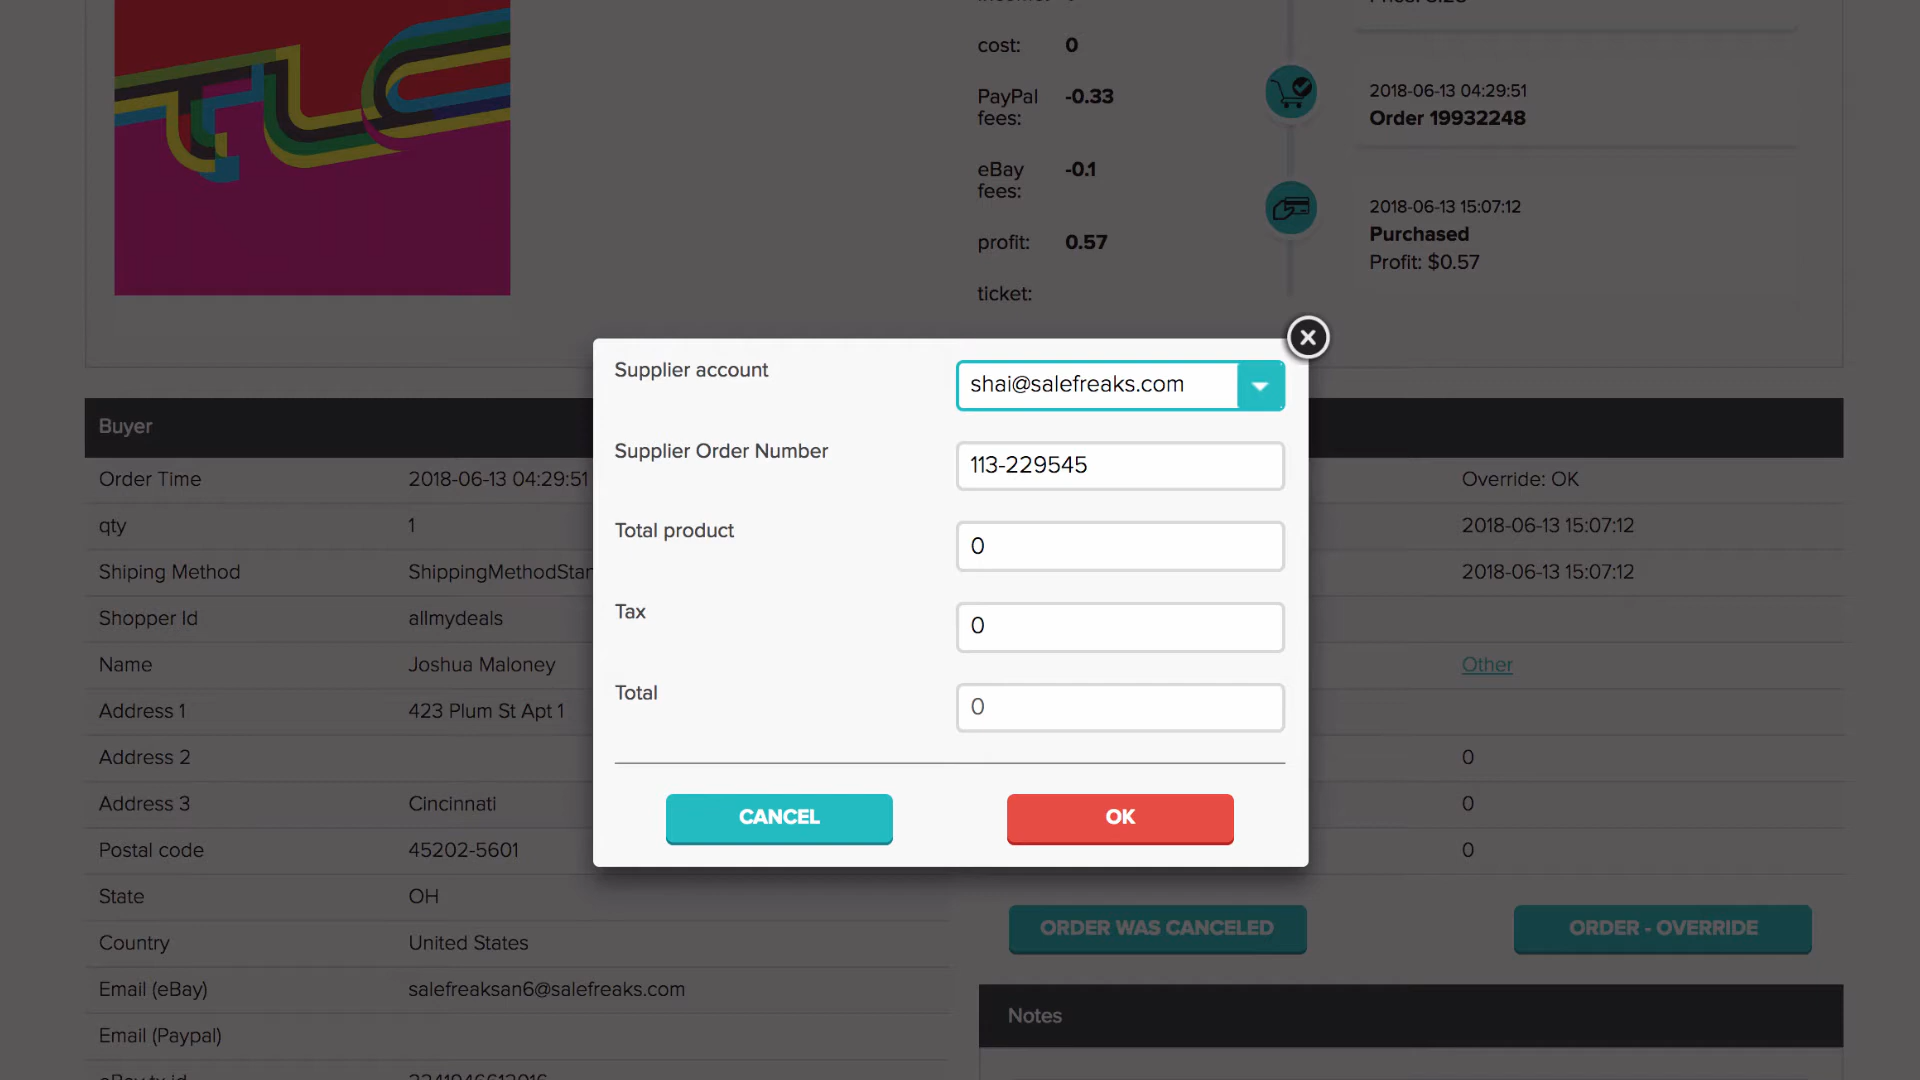 TLC
cost: 0
PayPal fees: -0.33
eBay fees: -0.1
profit: 0.57
ticket:
2018-06-13 04:29:51
Order 19932248
2018-06-13 15:07:12
Purchased
Profit: $0.57
Supplier account
shai@salefreaks.com
Supplier Order Number
113-229545
Total product
0
Tax
0
Total
0
CANCEL
OK
Buyer
Order Time 2018-06-13 04:29:51
qty 1
Shiping Method ShippingMethodStan
Shopper Id allmydeals
Name Joshua Maloney
Address 1 423 Plum St Apt 1
Address 2
Address 3 Cincinnati
Postal code 45202-5601
State OH
Country United States
Email (eBay) salefreaksan6@salefreaks.com
Email (Paypal)
Override: OK
2018-06-13 15:07:12
2018-06-13 15:07:12
Other
0
0
0
ORDER WAS CANCELED
ORDER - OVERRIDE
Notes